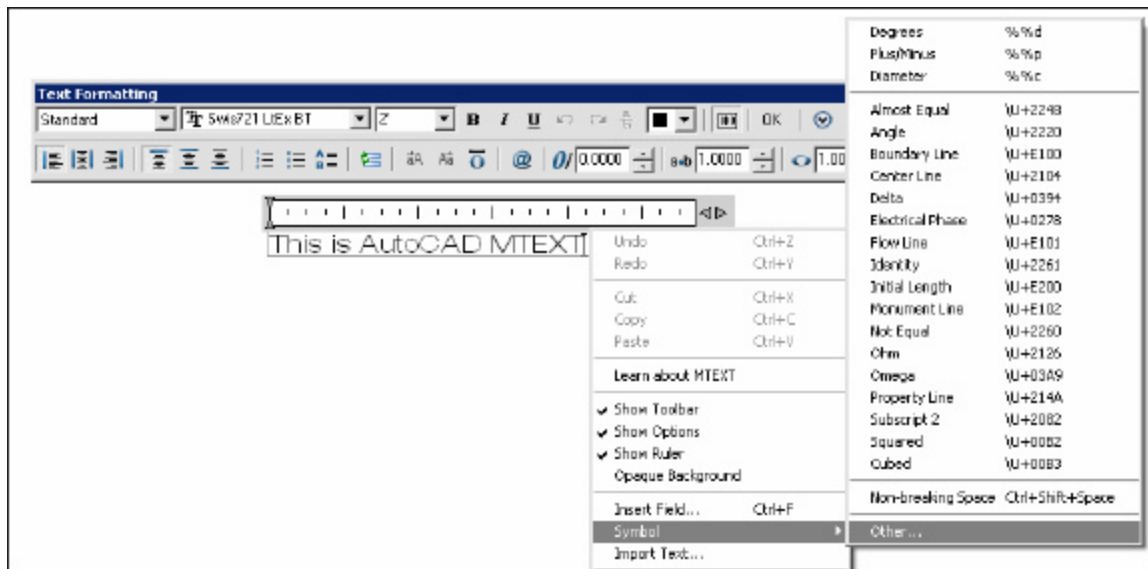 Text Formatting
Standard Swis721 LtEx BT 2" B I U OK
@ 0/ 0.0000 a•b 1.0000 1.00
This is AutoCAD MTEXT
Undo Ctrl+Z
Redo Ctrl+Y
Cut Ctrl+X
Copy Ctrl+C
Paste Ctrl+V
Learn about MTEXT
Show Toolbar
Show Options
Show Ruler
Opaque Background
Insert Field... Ctrl+F
Symbol
Import Text...
Degrees %%d
Plus/Minus %%p
Diameter %%c
Almost Equal \U+2248
Angle \U+2220
Boundary Line \U+E100
Center Line \U+2104
Delta \U+0394
Electrical Phase \U+0278
Flow Line \U+E101
Identity \U+2261
Initial Length \U+E200
Monument Line \U+E102
Not Equal \U+2260
Ohm \U+2126
Omega \U+03A9
Property Line \U+214A
Subscript 2 \U+2082
Squared \U+00B2
Cubed \U+00B3
Non-breaking Space Ctrl+Shift+Space
Other...